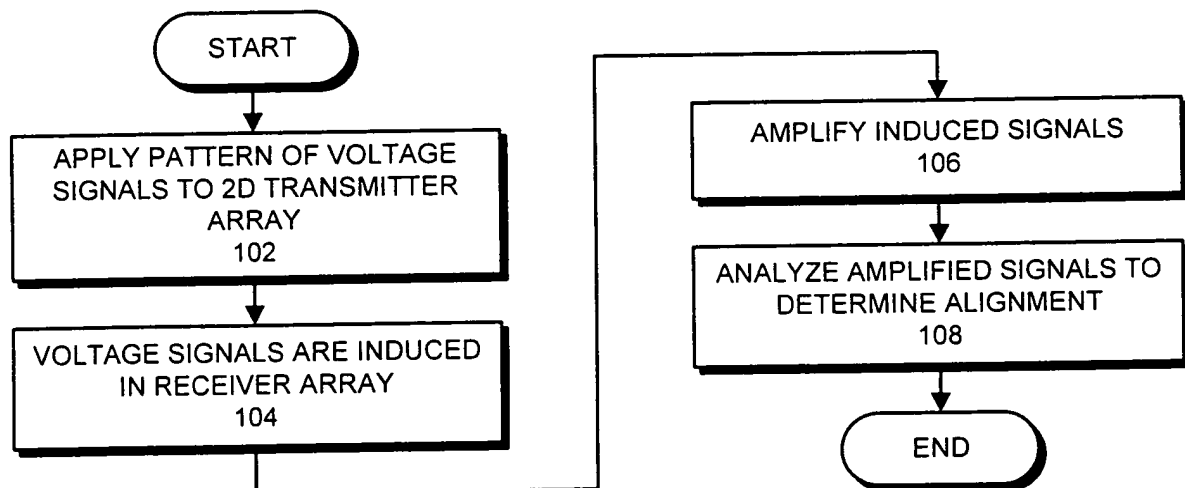 START
APPLY PATTERN OF VOLTAGE
SIGNALS TO 2D TRANSMITTER
ARRAY
102
VOLTAGE SIGNALS ARE INDUCED
IN RECEIVER ARRAY
104
AMPLIFY INDUCED SIGNALS
106
ANALYZE AMPLIFIED SIGNALS TO
DETERMINE ALIGNMENT
108
END